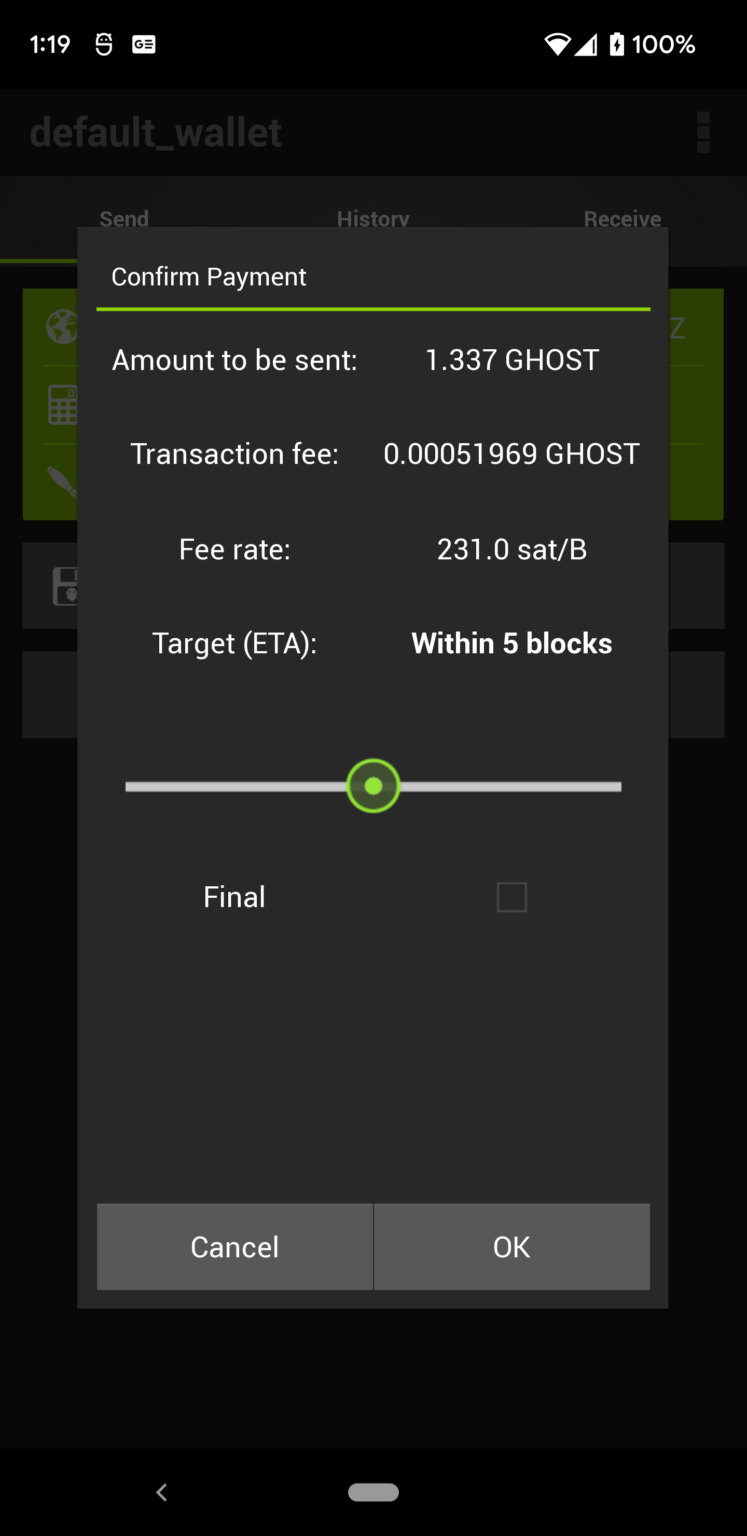 1:19 GE 100%
default_wallet
Send History Receive
Confirm Payment
Z
Amount to be sent: 1.337 GHOST
Transaction fee: 0.00051969 GHOST
Fee rate: 231.0 sat/B
Target (ETA): Within 5 blocks
Final
Cancel OK